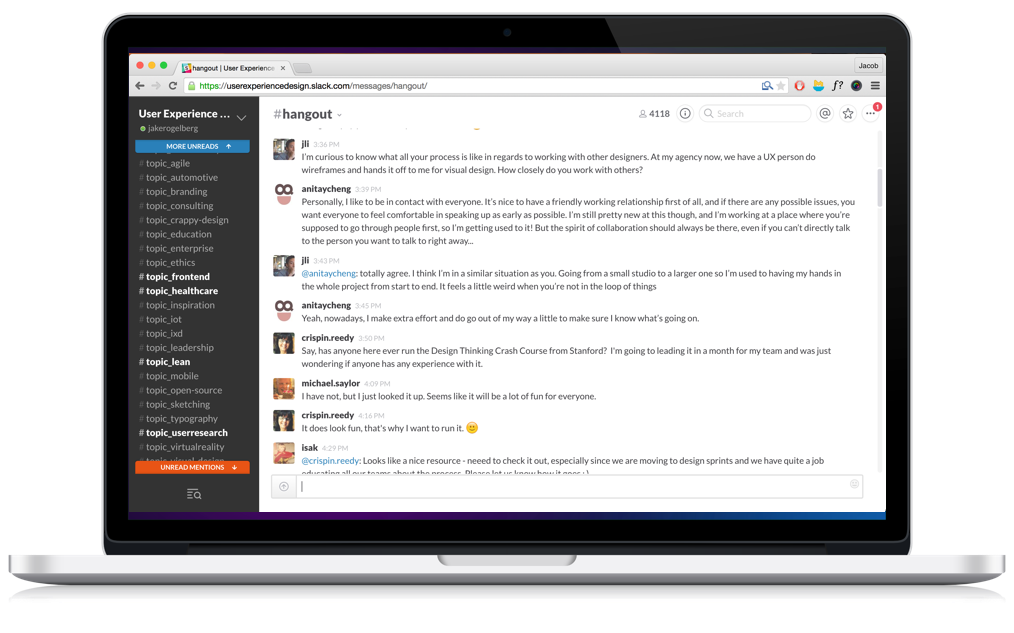 hangout | User Experience
Jacob
https://userexperiencedesign.slack.com/messages/hangout/
f?
User Experience ...
jakerogelberg
MORE UNREADS
# topic_agile
# topic_automotive
# topic_branding
# topic_consulting
# topic_crappy-design
# topic_education
# topic_enterprise
# topic_ethics
# topic_frontend
# topic_healthcare
# topic_inspiration
# topic_iot
# topic_ixd
# topic_leadership
# topic_lean
# topic_mobile
# topic_open-source
# topic_sketching
# topic_typography
# topic_userresearch
# topic_virtualreality
UNREAD MENTIONS
#hangout
4118
Search
1
jli 3:36 PM
I'm curious to know what all your process is like in regards to working with other designers. At my agency now, we have a UX person do
wireframes and hands it off to me for visual design. How closely do you work with others?
anitaycheng 3:39 PM
Personally, I like to be in contact with everyone. It's nice to have a friendly working relationship first of all, and if there are any possible issues, you
want everyone to feel comfortable in speaking up as early as possible. I'm still pretty new at this though, and I'm working at a place where you're
supposed to go through people first, so I'm getting used to it! But the spirit of collaboration should always be there, even if you can't directly talk
to the person you want to talk to right away...
jli 3:43 PM
@anitaycheng: totally agree. I think I'm in a similar situation as you. Going from a small studio to a larger one so I'm used to having my hands in
the whole project from start to end. It feels a little weird when you're not in the loop of things
anitaycheng 3:45 PM
Yeah, nowadays, I make extra effort and do go out of my way a little to make sure I know what's going on.
crispin.reedy 3:50 PM
Say, has anyone here ever run the Design Thinking Crash Course from Stanford? I'm going to leading it in a month for my team and was just
wondering if anyone has any experience with it.
michael.saylor 4:09 PM
I have not, but I just looked it up. Seems like it will be a lot of fun for everyone.
crispin.reedy 4:16 PM
It does look fun, that's why I want to run it.
isak 4:29 PM
@crispin.reedy: Looks like a nice resource - neeed to check it out, especially since we are moving to design sprints and we have quite a job
educating all our teams about the process. Please let us know how it goes : )